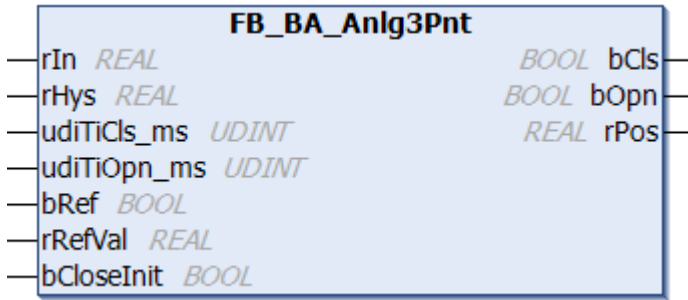 FB_BA_Anlg3Pnt
rIn REAL BOOL bCls
rHys REAL BOOL bOpn
udiTiCls_ms UDINT REAL rPos
udiTiOpn_ms UDINT
bRef BOOL
rRefVal REAL
bCloseInit BOOL